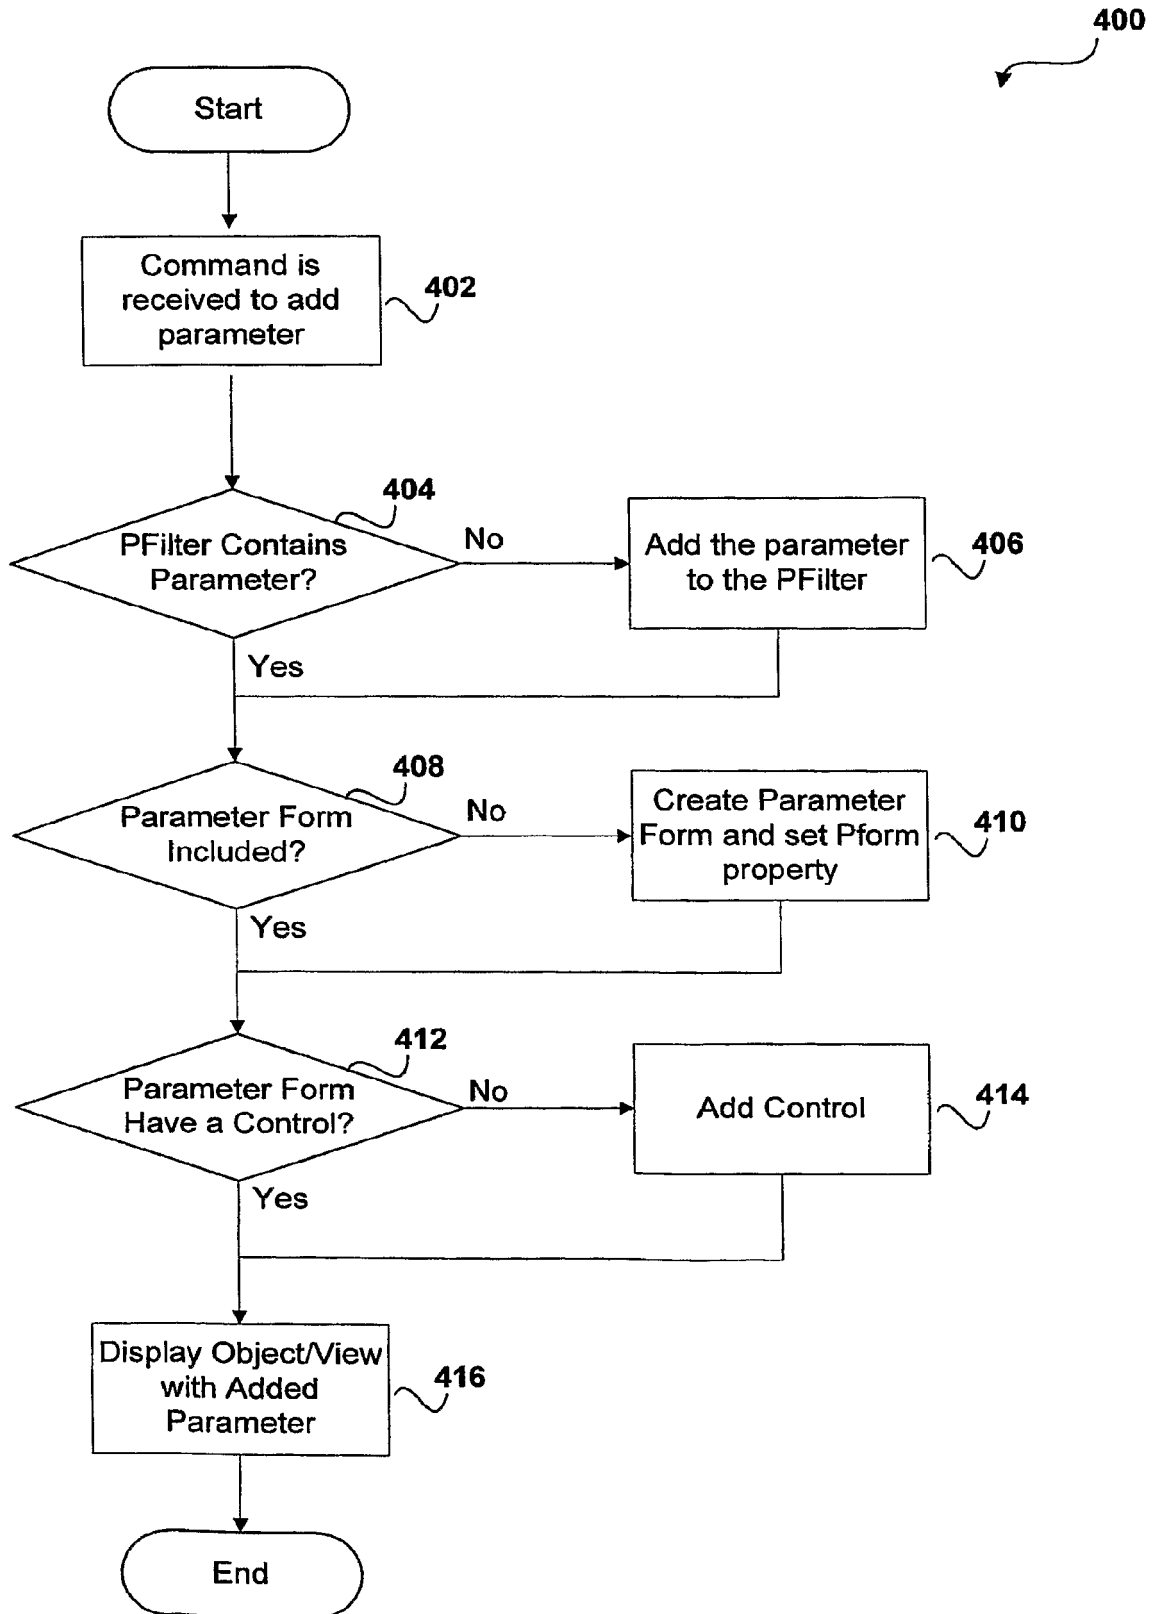 400
Start
Command is
received to add
parameter
402
404
PFilter Contains
Parameter?
No
Add the parameter
to the PFilter
406
Yes
408
Parameter Form
Included?
No
Create Parameter
Form and set Pform
property
410
Yes
412
Parameter Form
Have a Control?
No
Add Control
414
Yes
Display Object/View
with Added
Parameter
416
End